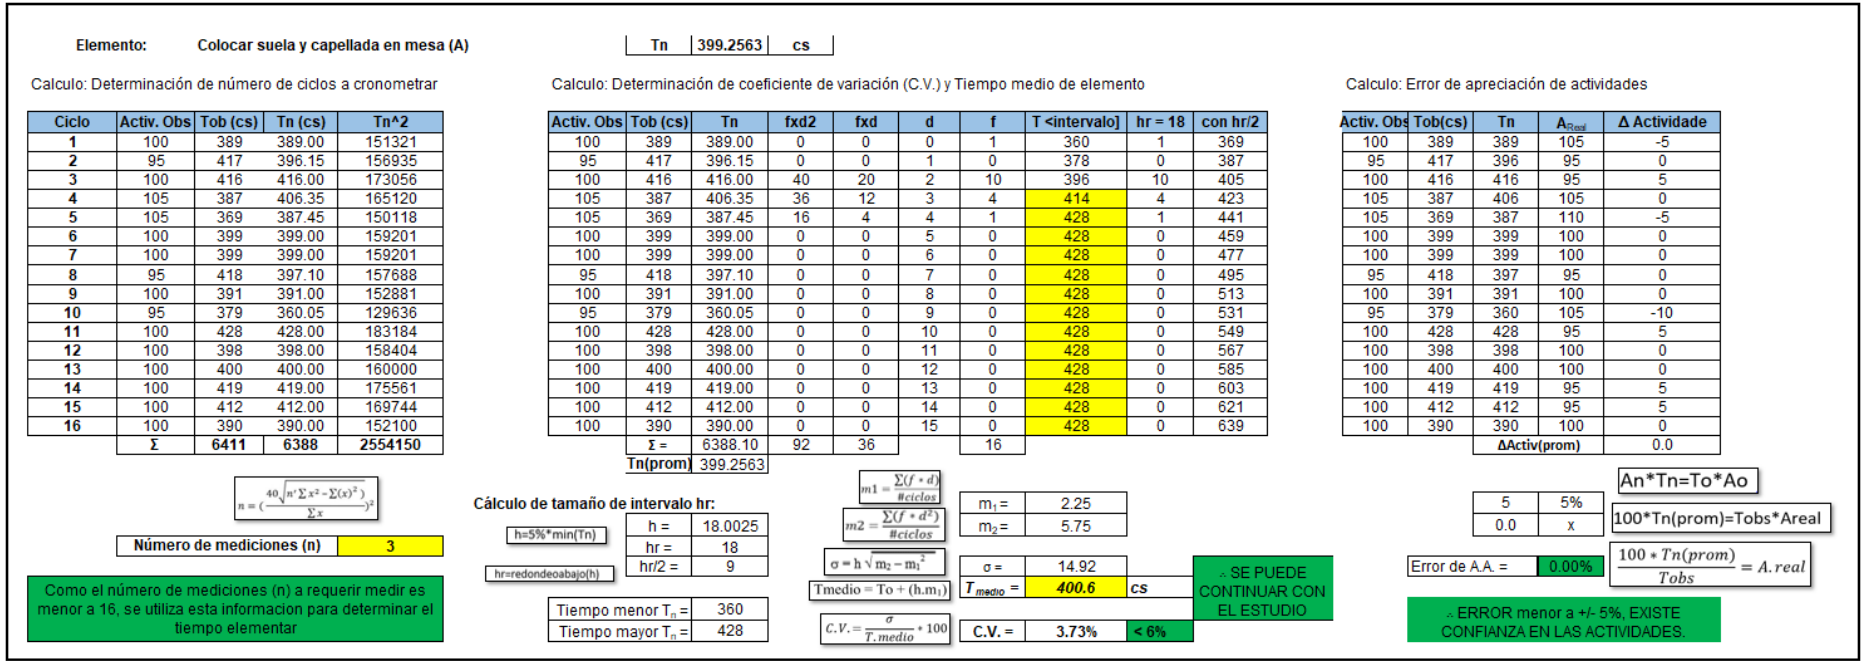 Elemento: Colocar suela y capellada en mesa (A) Tn 399.2563 cs
Calculo: Determinación de número de ciclos a cronometrar
Ciclo Activ. Obs Tob (cs) Tn (cs) Tn^2
1 100 389 389.00 151321
2 95 417 396.15 156935
3 100 416 416.00 173056
4 105 387 406.35 165120
5 105 369 387.45 150118
6 100 399 399.00 159201
7 100 399 399.00 159201
8 95 418 397.10 157688
9 100 391 391.00 152881
10 95 379 360.05 129636
11 100 428 428.00 183184
12 100 398 398.00 158404
13 100 400 400.00 160000
14 100 419 419.00 175561
15 100 412 412.00 169744
16 100 390 390.00 152100
Σ 6411 6388 2554150
n = ( 40√(n'Σx² − Σ(x)²) / Σx )²
Número de mediciones (n) 3
Como el número de mediciones (n) a requerir medir es
menor a 16, se utiliza esta informacion para determinar el
tiempo elementar
Calculo: Determinación de coeficiente de variación (C.V.) y Tiempo medio de elemento
Activ. Obs Tob (cs) Tn fxd2 fxd d f T <intervalo] hr = 18 con hr/2
100 389 389.00 0 0 0 1 360 1 369
95 417 396.15 0 0 1 0 378 0 387
100 416 416.00 40 20 2 10 396 10 405
105 387 406.35 36 12 3 4 414 4 423
105 369 387.45 16 4 4 1 428 1 441
100 399 399.00 0 0 5 0 428 0 459
100 399 399.00 0 0 6 0 428 0 477
95 418 397.10 0 0 7 0 428 0 495
100 391 391.00 0 0 8 0 428 0 513
95 379 360.05 0 0 9 0 428 0 531
100 428 428.00 0 0 10 0 428 0 549
100 398 398.00 0 0 11 0 428 0 567
100 400 400.00 0 0 12 0 428 0 585
100 419 419.00 0 0 13 0 428 0 603
100 412 412.00 0 0 14 0 428 0 621
100 390 390.00 0 0 15 0 428 0 639
Σ = 6388.10 92 36 16
Tn(prom) 399.2563
Cálculo de tamaño de intervalo hr:
h=5%*min(Tn) h = 18.0025
hr = 18
hr=redondeoabajo(h) hr/2 = 9
Tiempo menor Tn = 360
Tiempo mayor Tn = 428
m1 = Σ(f * d) / #ciclos m1 = 2.25
m2 = Σ(f * d²) / #ciclos m2 = 5.75
σ = h √(m2 − m1²) σ = 14.92
Tmedio = To + (h.m1) Tmedio = 400.6 cs
C.V. = σ / T.medio * 100 C.V. = 3.73% < 6%
∴ SE PUEDE
CONTINUAR CON
EL ESTUDIO
Calculo: Error de apreciación de actividades
Activ. Obs Tob(cs) Tn AReal Δ Actividade
100 389 389 105 -5
95 417 396 95 0
100 416 416 95 5
105 387 406 105 0
105 369 387 110 -5
100 399 399 100 0
100 399 399 100 0
95 418 397 95 0
100 391 391 100 0
95 379 360 105 -10
100 428 428 95 5
100 398 398 100 0
100 400 400 100 0
100 419 419 95 5
100 412 412 95 5
100 390 390 100 0
ΔActiv(prom) 0.0
An*Tn=To*Ao
5 5%
0.0 x
100*Tn(prom)=Tobs*Areal
Error de A.A. = 0.00%
100 * Tn(prom) / Tobs = A.real
∴ ERROR menor a +/- 5%, EXISTE
CONFIANZA EN LAS ACTIVIDADES.